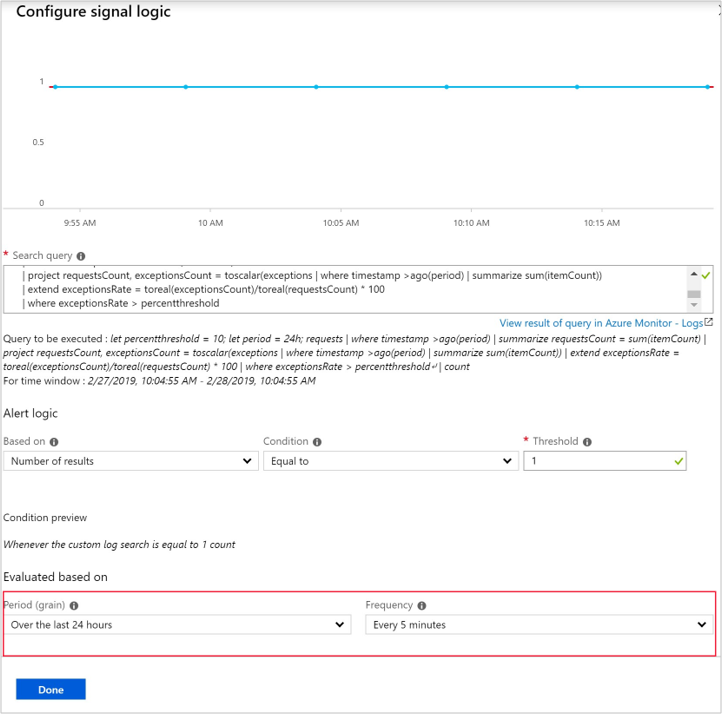 Configure signal logic
1
0.5
0
9:55 AM 10 AM 10:05 AM 10:10 AM 10:15 AM
* Search query
| project requestsCount, exceptionsCount = toscalar(exceptions | where timestamp >ago(period) | summarize sum(itemCount))
| extend exceptionsRate = toreal(exceptionsCount)/toreal(requestsCount) * 100
| where exceptionsRate > percentthreshold
View result of query in Azure Monitor - Logs
Query to be executed : let percentthreshold = 10; let period = 24h; requests | where timestamp >ago(period) | summarize requestsCount = sum(itemCount) |
project requestsCount, exceptionsCount = toscalar(exceptions | where timestamp >ago(period) | summarize sum(itemCount)) | extend exceptionsRate =
toreal(exceptionsCount)/toreal(requestsCount) * 100 | where exceptionsRate > percentthreshold↲| count
For time window : 2/27/2019, 10:04:55 AM - 2/28/2019, 10:04:55 AM
Alert logic
Based on Condition * Threshold
Number of results Equal to 1
Condition preview
Whenever the custom log search is equal to 1 count
Evaluated based on
Period (grain) Frequency
Over the last 24 hours Every 5 minutes
Done